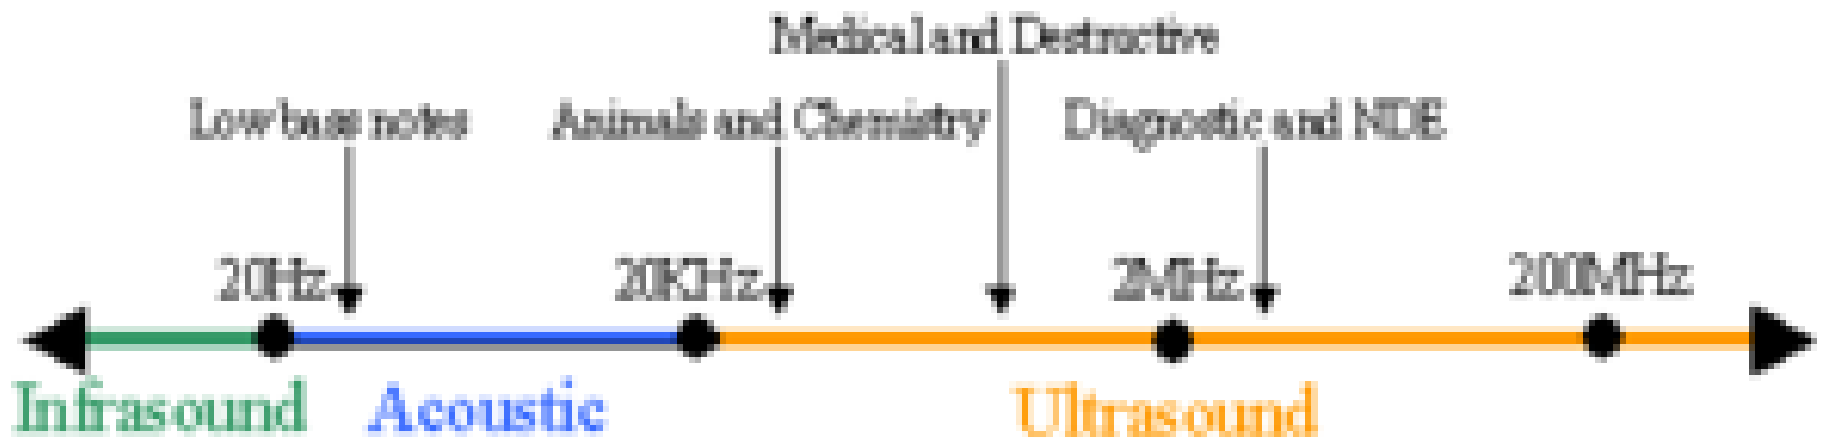 Medical and Destructive
Low bass notes
Animals and Chemistry
Diagnostic and NDE
20Hz
20KHz
2MHz
200MHz
Infrasound
Acoustic
Ultrasound